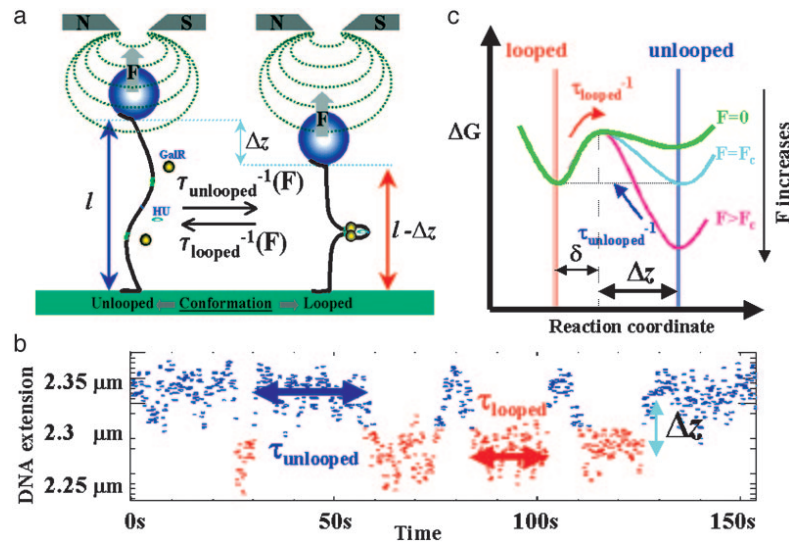 a
N S N S
F
F
Δz
GalR
l
τunlooped⁻¹(F)
HU
τlooped⁻¹(F)
l -Δz
Unlooped Conformation Looped
c
looped unlooped
τlooped⁻¹
F=0
ΔG
F=Fc
F increases
τunlooped⁻¹
F>Fc
δ
Δz
Reaction coordinate
b
DNA extension
2.35 μm
2.3 μm
2.25 μm
τunlooped
τlooped
Δz
0s 50s 100s 150s
Time